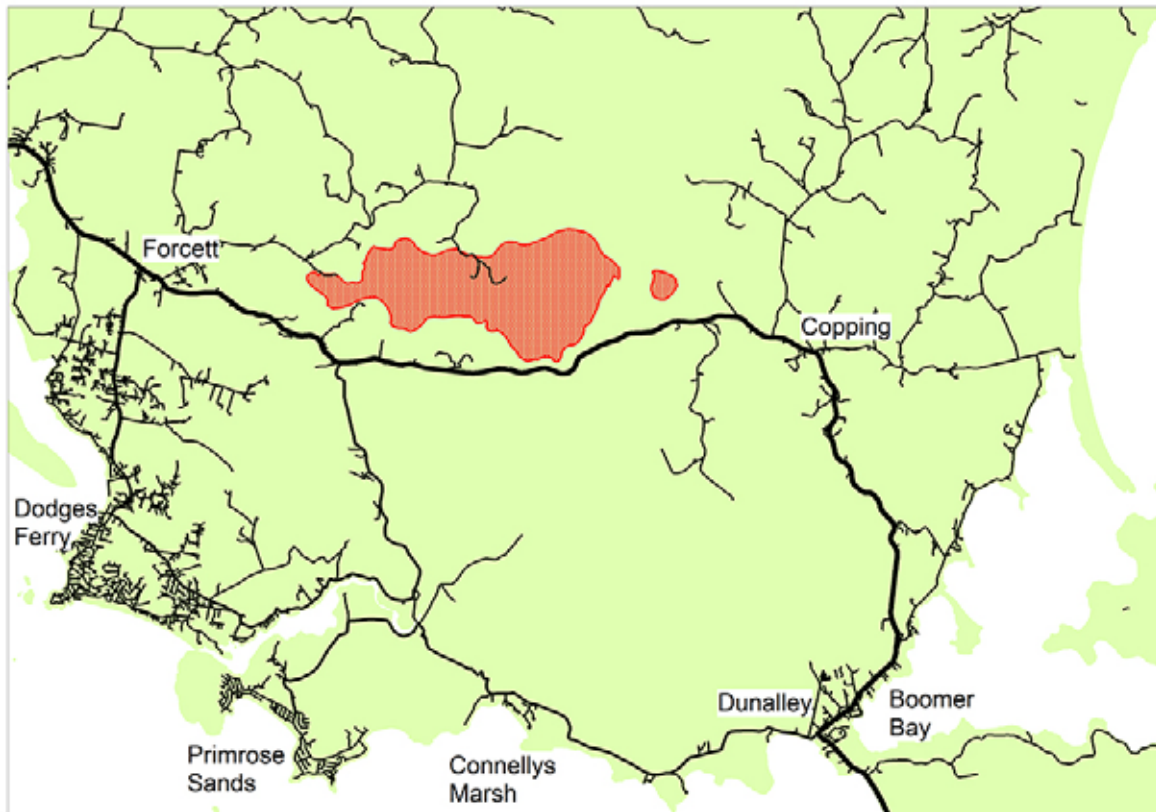 Forcett
Copping
Dodges
Ferry
Dunalley
Boomer
Bay
Primrose
Sands
Connellys
Marsh